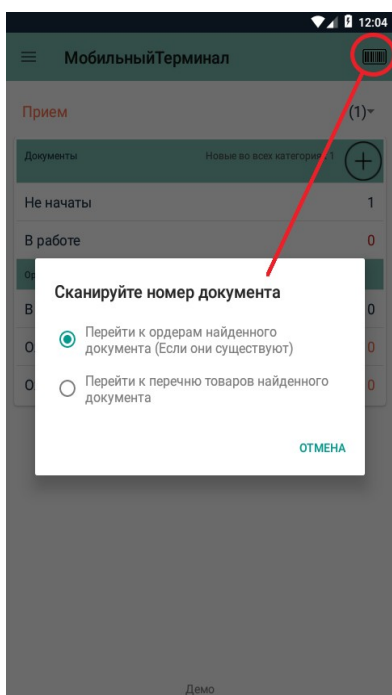 12:04
МобильныйТерминал
Прием (1)
Документы Новые во всех категориях 1
Не начаты 1
В работе 0
Ор
Сканируйте номер документа
В 0
Перейти к ордерам найденного
документа (Если они существуют)
О 0
Перейти к перечню товаров найденного
документа
О 0
ОТМЕНА
Демо